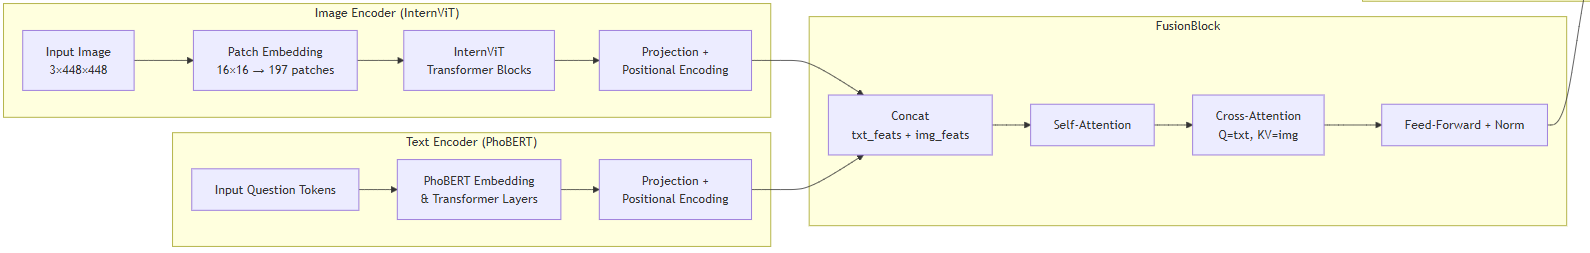 Image Encoder (InternViT)
Input Image
3×448×448
Patch Embedding
16×16 → 197 patches
InternViT
Transformer Blocks
Projection +
Positional Encoding
Text Encoder (PhoBERT)
Input Question Tokens
PhoBERT Embedding
& Transformer Layers
Projection +
Positional Encoding
FusionBlock
Concat
txt_feats + img_feats
Self-Attention
Cross-Attention
Q=txt, KV=img
Feed-Forward + Norm